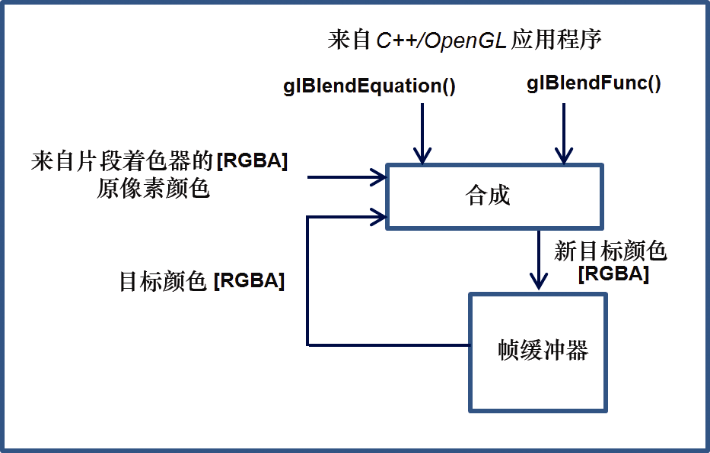 来自 C++/OpenGL 应用程序
glBlendEquation()
glBlendFunc()
来自片段着色器的 [RGBA]
原像素颜色
合成
新目标颜色
[RGBA]
目标颜色 [RGBA]
帧缓冲器